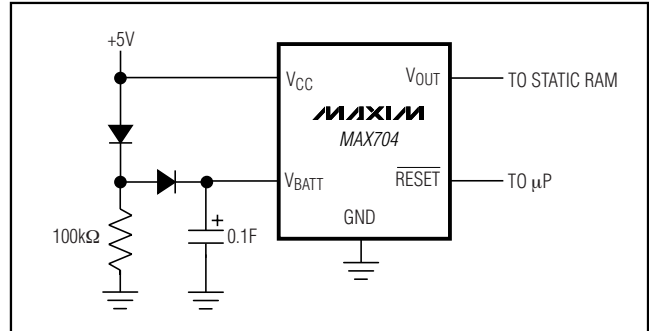 +5V
VCC
VOUT
TO STATIC RAM
MAXIM
MAX704
VBATT
RESET
TO μP
GND
100kΩ
+
0.1F